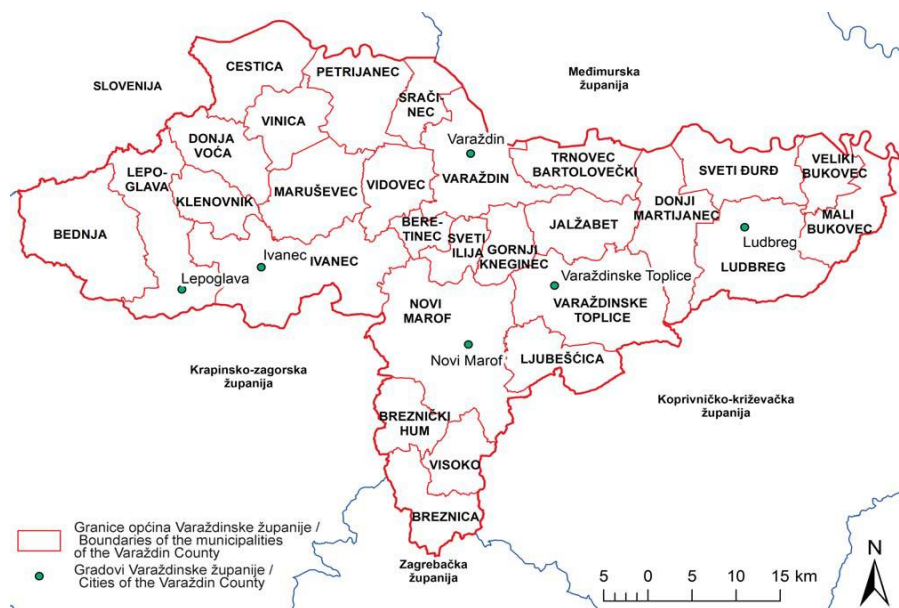 CESTICA
PETRIJANEC
SLOVENIJA
Međimurska
županija
SRAČI-
NEC
VINICA
DONJA
VOĆA
Varaždin
LEPO-
GLAVA
TRNOVEC
BARTOLOVEČKI
SVETI ĐURĐ
VELIKI
BUKOVEC
MARUŠEVEC
VIDOVEC
VARAŽDIN
KLENOVNIK
DONJI
MARTIJANEC
BEDNJA
BERE-
TINEC
SVETI
ILIJA
JALŽABET
MALI
BUKOVEC
GORNJI
KNEGINEC
Ludbreg
Ivanec
IVANEC
LUDBREG
Lepoglava
Varaždinske Toplice
NOVI
MAROF
VARAŽDINSKE
TOPLICE
Novi Marof
LJUBEŠĆICA
Krapinsko-zagorska
županija
Koprivničko-križevačka
županija
BREZNIČKI
HUM
VISOKO
BREZNICA
Granice općina Varaždinske županije /
Boundaries of the municipalities
of the Varaždin County
Gradovi Varaždinske županije /
Cities of the Varaždin County
Zagrebačka
županija
N
5 0 5 10 15 km